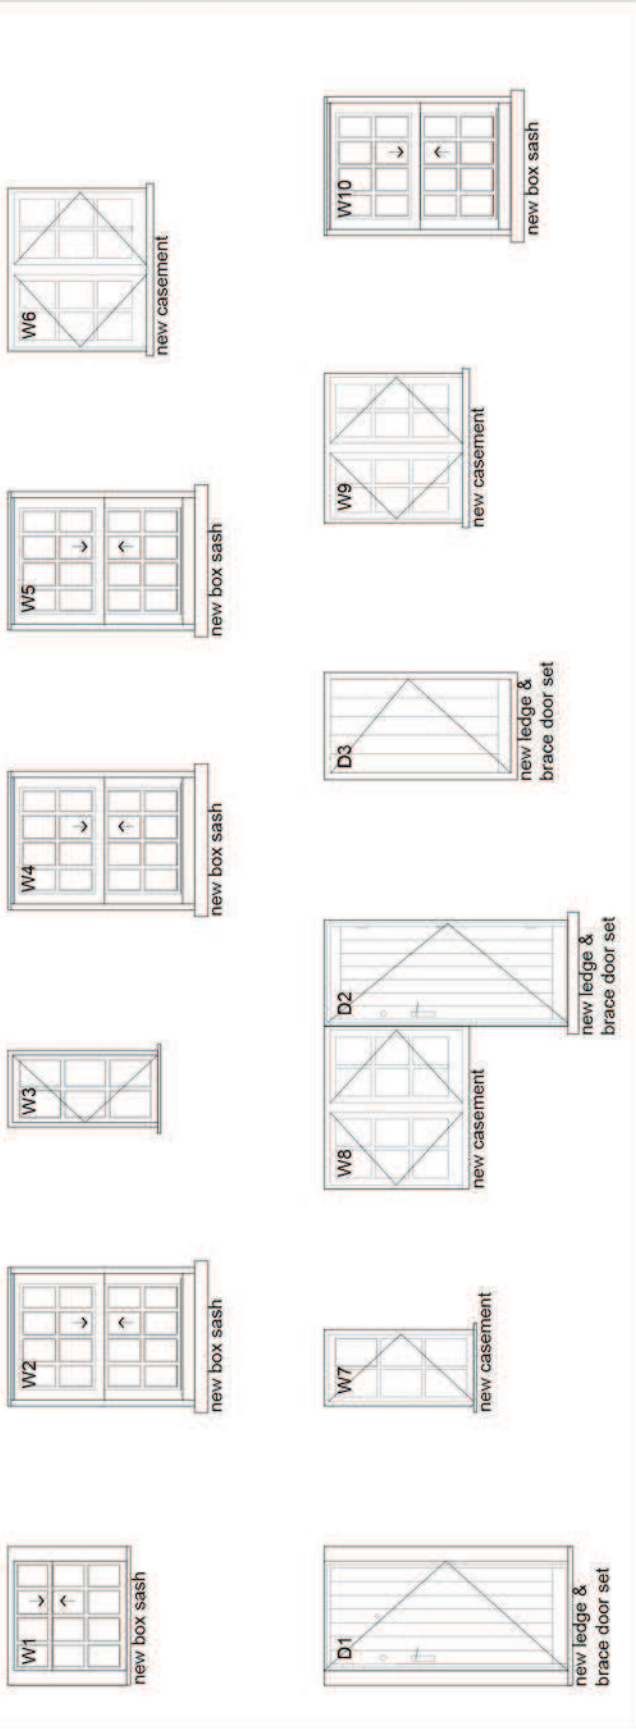 W1
new box sash
W2
new box sash
W3
W4
new box sash
W5
new box sash
W6
new casement
D1
new ledge &
brace door set
W7
new casement
W8
new casement
D2
new ledge &
brace door set
D3
new ledge &
brace door set
W9
new casement
W10
new box sash